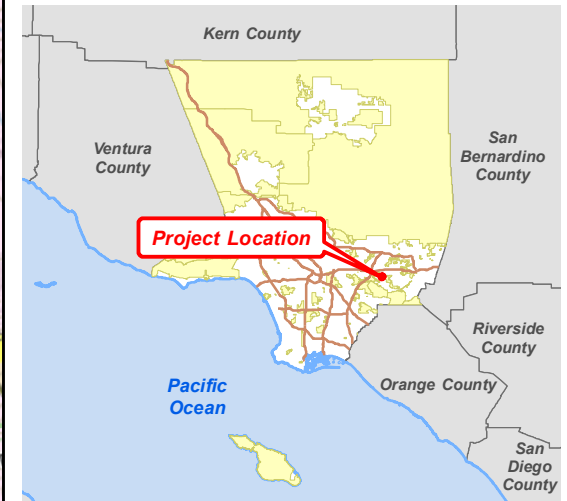 Kern County
Ventura
County
San
Bernardino
County
Project Location
Riverside
County
Pacific
Ocean
Orange County
San
Diego
County